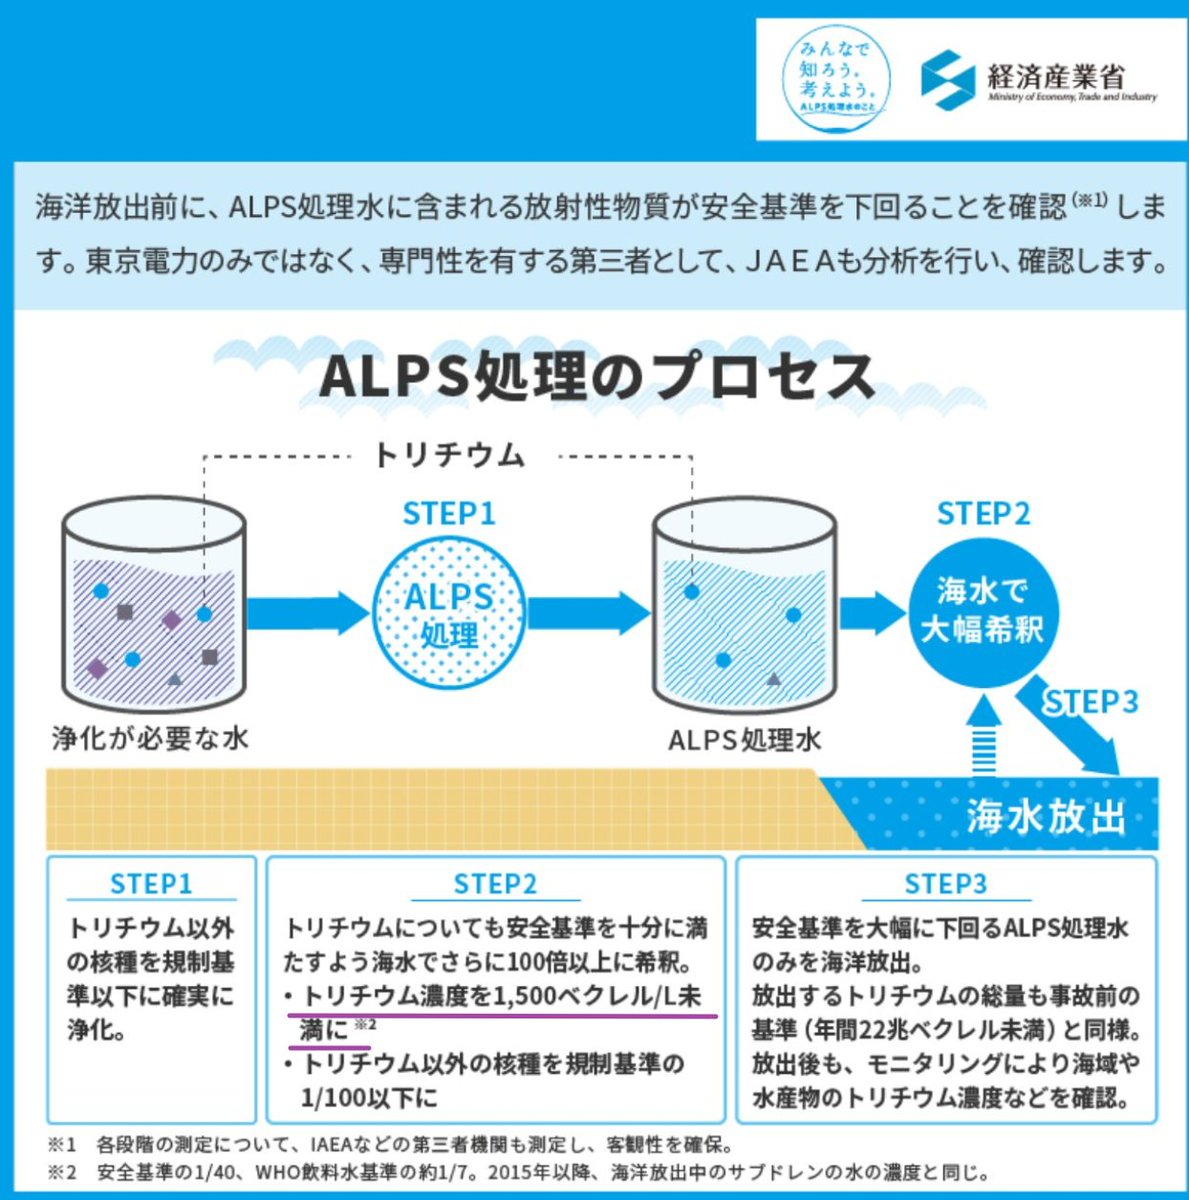 みんなで
知ろう。
考えよう。
ALPS処理水のこと
経済産業省
Ministry of Economy, Trade and Industry
海洋放出前に、ALPS処理水に含まれる放射性物質が安全基準を下回ることを確認(※1)しま
す。東京電力のみではなく、専門性を有する第三者として、JAEAも分析を行い、確認します。
ALPS処理のプロセス
トリチウム
STEP1
STEP2
ALPS
処理
海水で
大幅希釈
STEP3
浄化が必要な水
ALPS処理水
海水放出
STEP1
トリチウム以外
の核種を規制基
準以下に確実に
浄化。
STEP2
トリチウムについても安全基準を十分に満
たすよう海水でさらに100倍以上に希釈。
・トリチウム濃度を1,500ベクレル/L未
満に※2
・トリチウム以外の核種を規制基準の
1/100以下に
STEP3
安全基準を大幅に下回るALPS処理水
のみを海洋放出。
放出するトリチウムの総量も事故前の
基準（年間22兆ベクレル未満）と同様。
放出後も、モニタリングにより海域や
水産物のトリチウム濃度などを確認。
※1　各段階の測定について、IAEAなどの第三者機関も測定し、客観性を確保。
※2　安全基準の1/40、WHO飲料水基準の約1/7。2015年以降、海洋放出中のサブドレンの水の濃度と同じ。